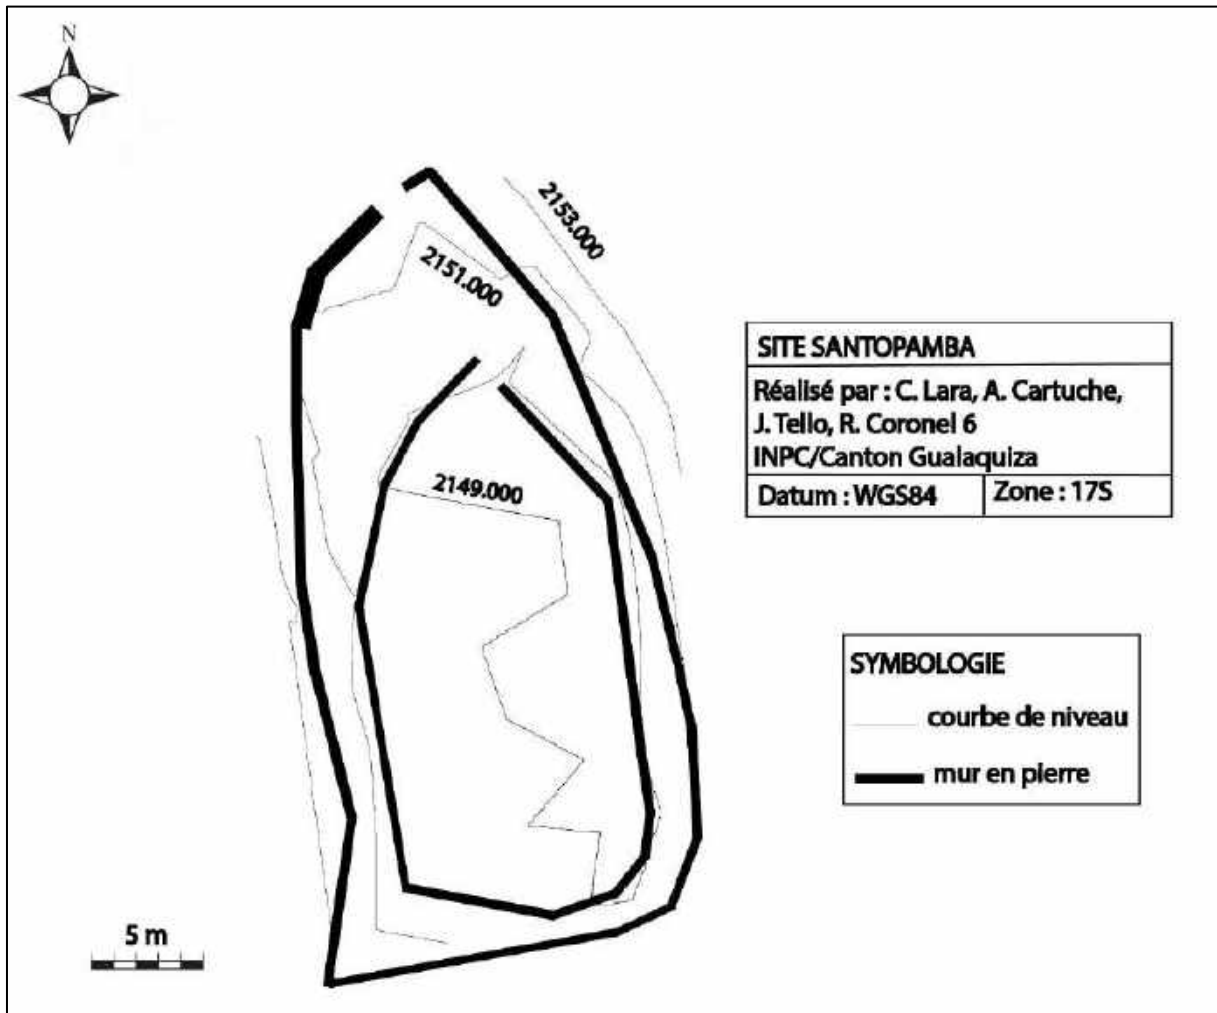 N
2153.000
2151.000
2149.000
SITE SANTOPAMBA
Réalisé par : C. Lara, A. Cartuche,
J. Tello, R. Coronel 6
INPC/Canton Gualaquiza
Datum : WGS84
Zone : 17S
SYMBOLOGIE
courbe de niveau
mur en pierre
5 m